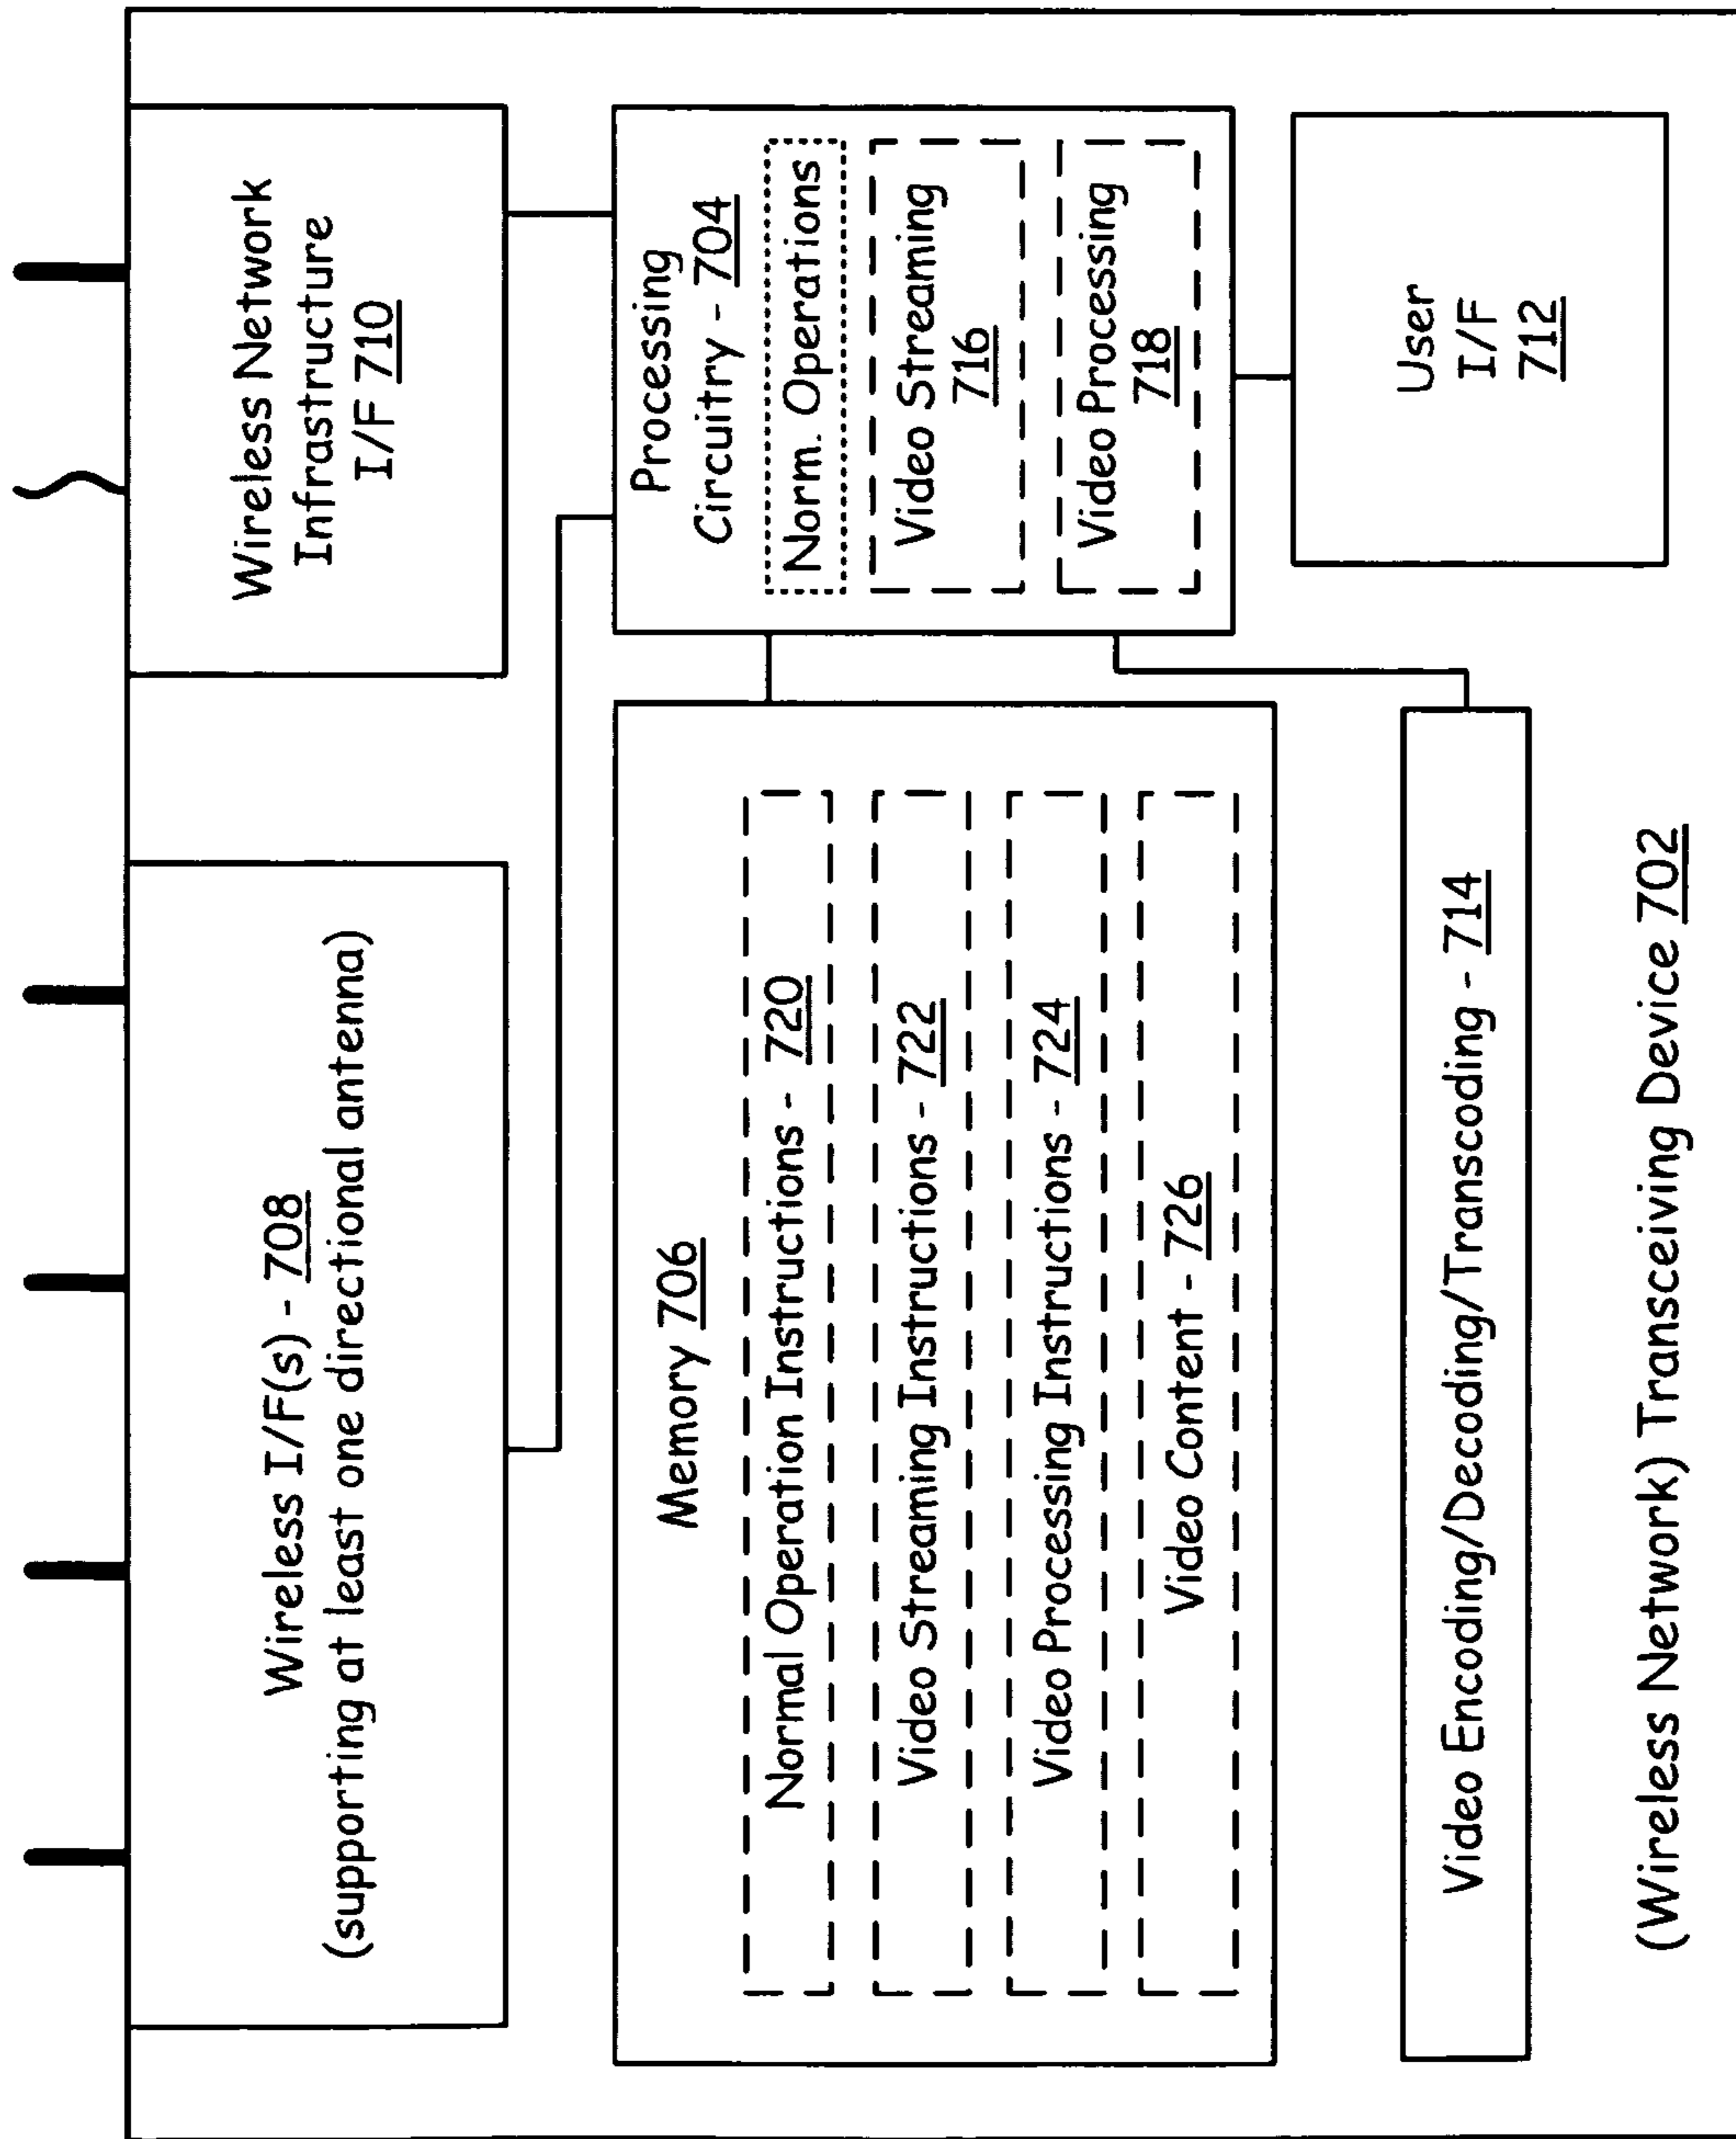 Wireless I/F(s) - 708
(supporting at least one directional antenna)
Wireless Network
Infrastructure
I/F 710
Memory 706
Normal Operation Instructions - 720
Video Streaming Instructions - 722
Video Processing Instructions - 724
Video Content - 726
Processing
Circuitry - 704
Norm. Operations
Video Streaming
716
Video Processing
718
Video Encoding/Decoding/Transcoding - 714
User
I/F
712
(Wireless Network) Transceiving Device 702